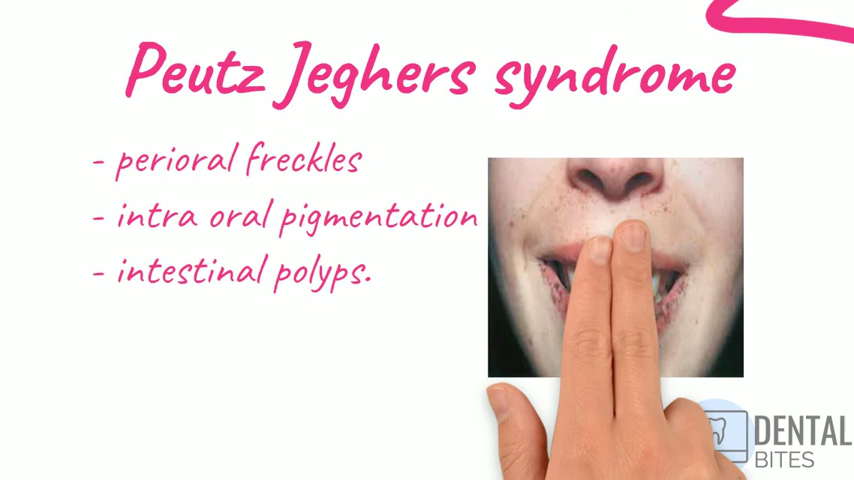 Peutz Jeghers syndrome
- perioral freckles
- intra oral pigmentation
- intestinal polyps.
DENTAL
BITES